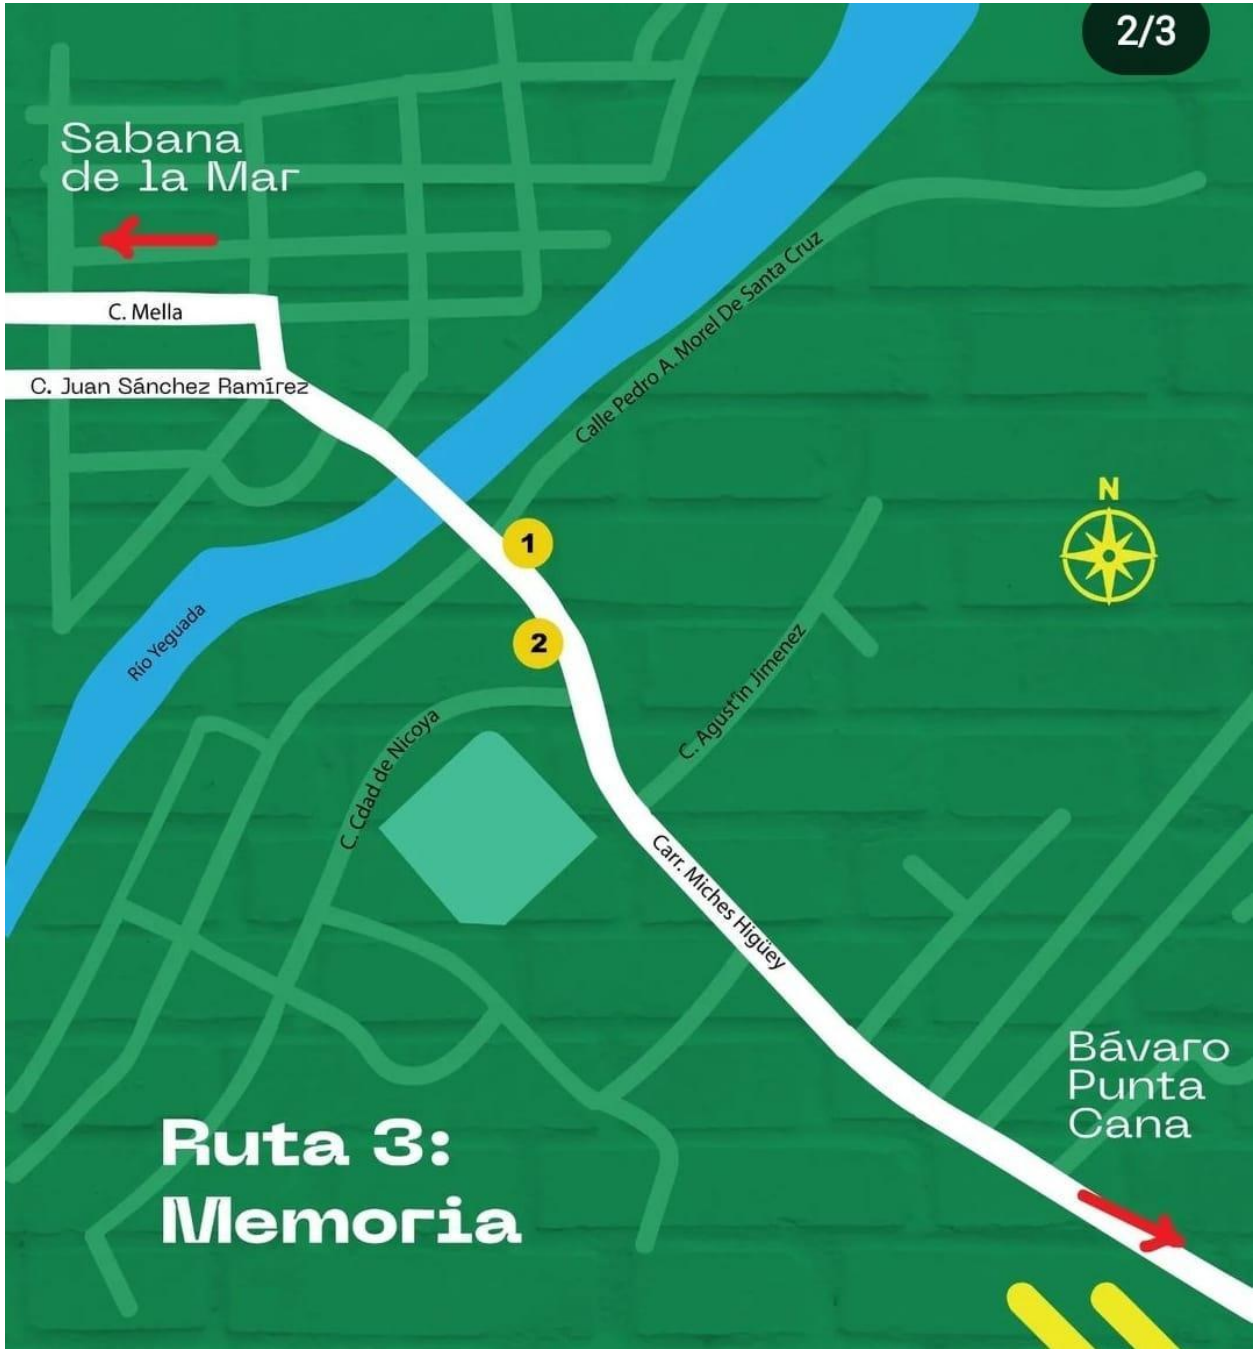 2/3
Sabana
de la Mar
C. Mella
C. Juan Sánchez Ramírez
Calle Pedro A. Morel De Santa Cruz
N
1
2
Río Yeguada
C. Agust´in Jimenez
C. Cdad de Nicoya
Carr. Miches Higüey
Bávaro
Punta
Cana
Ruta 3:
Memoria